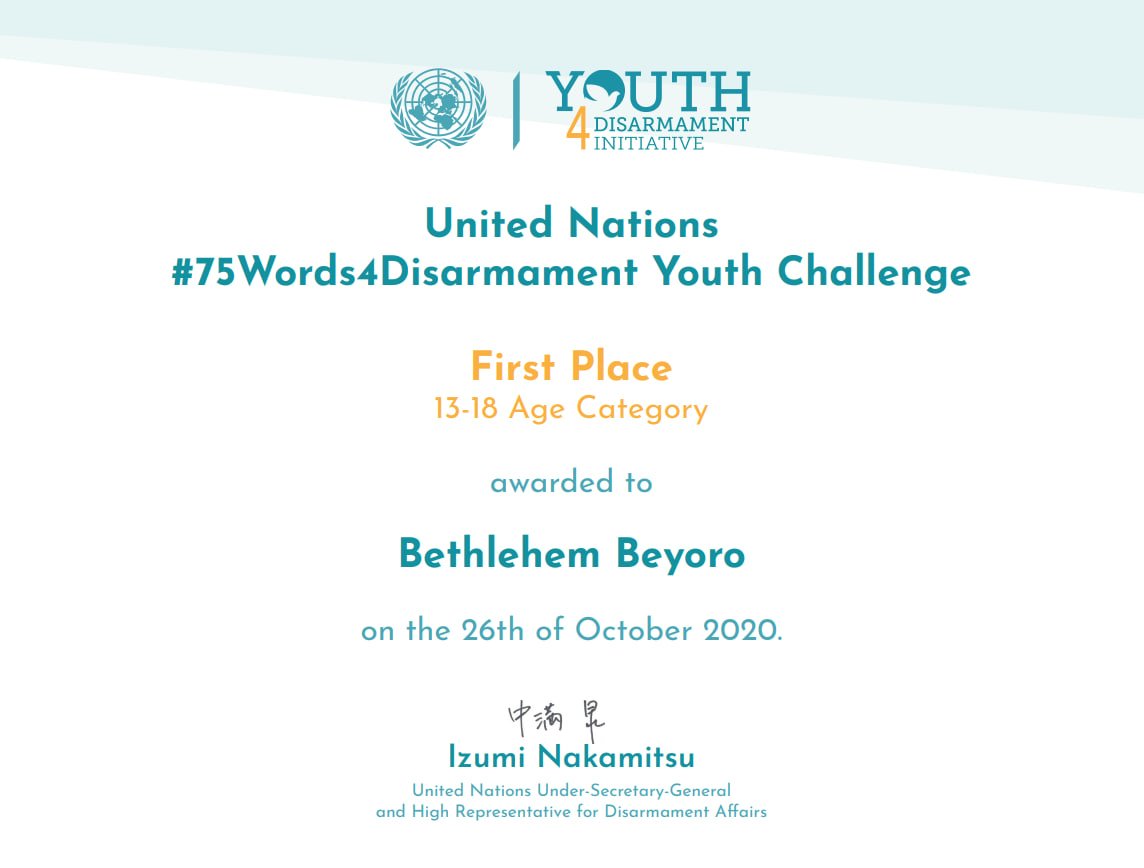 YOUTH
4 DISARMAMENT
INITIATIVE
United Nations
#75Words4Disarmament Youth Challenge
First Place
13-18 Age Category
awarded to
Bethlehem Beyoro
on the 26th of October 2020.
中満 泉
Izumi Nakamitsu
United Nations Under-Secretary-General
and High Representative for Disarmament Affairs